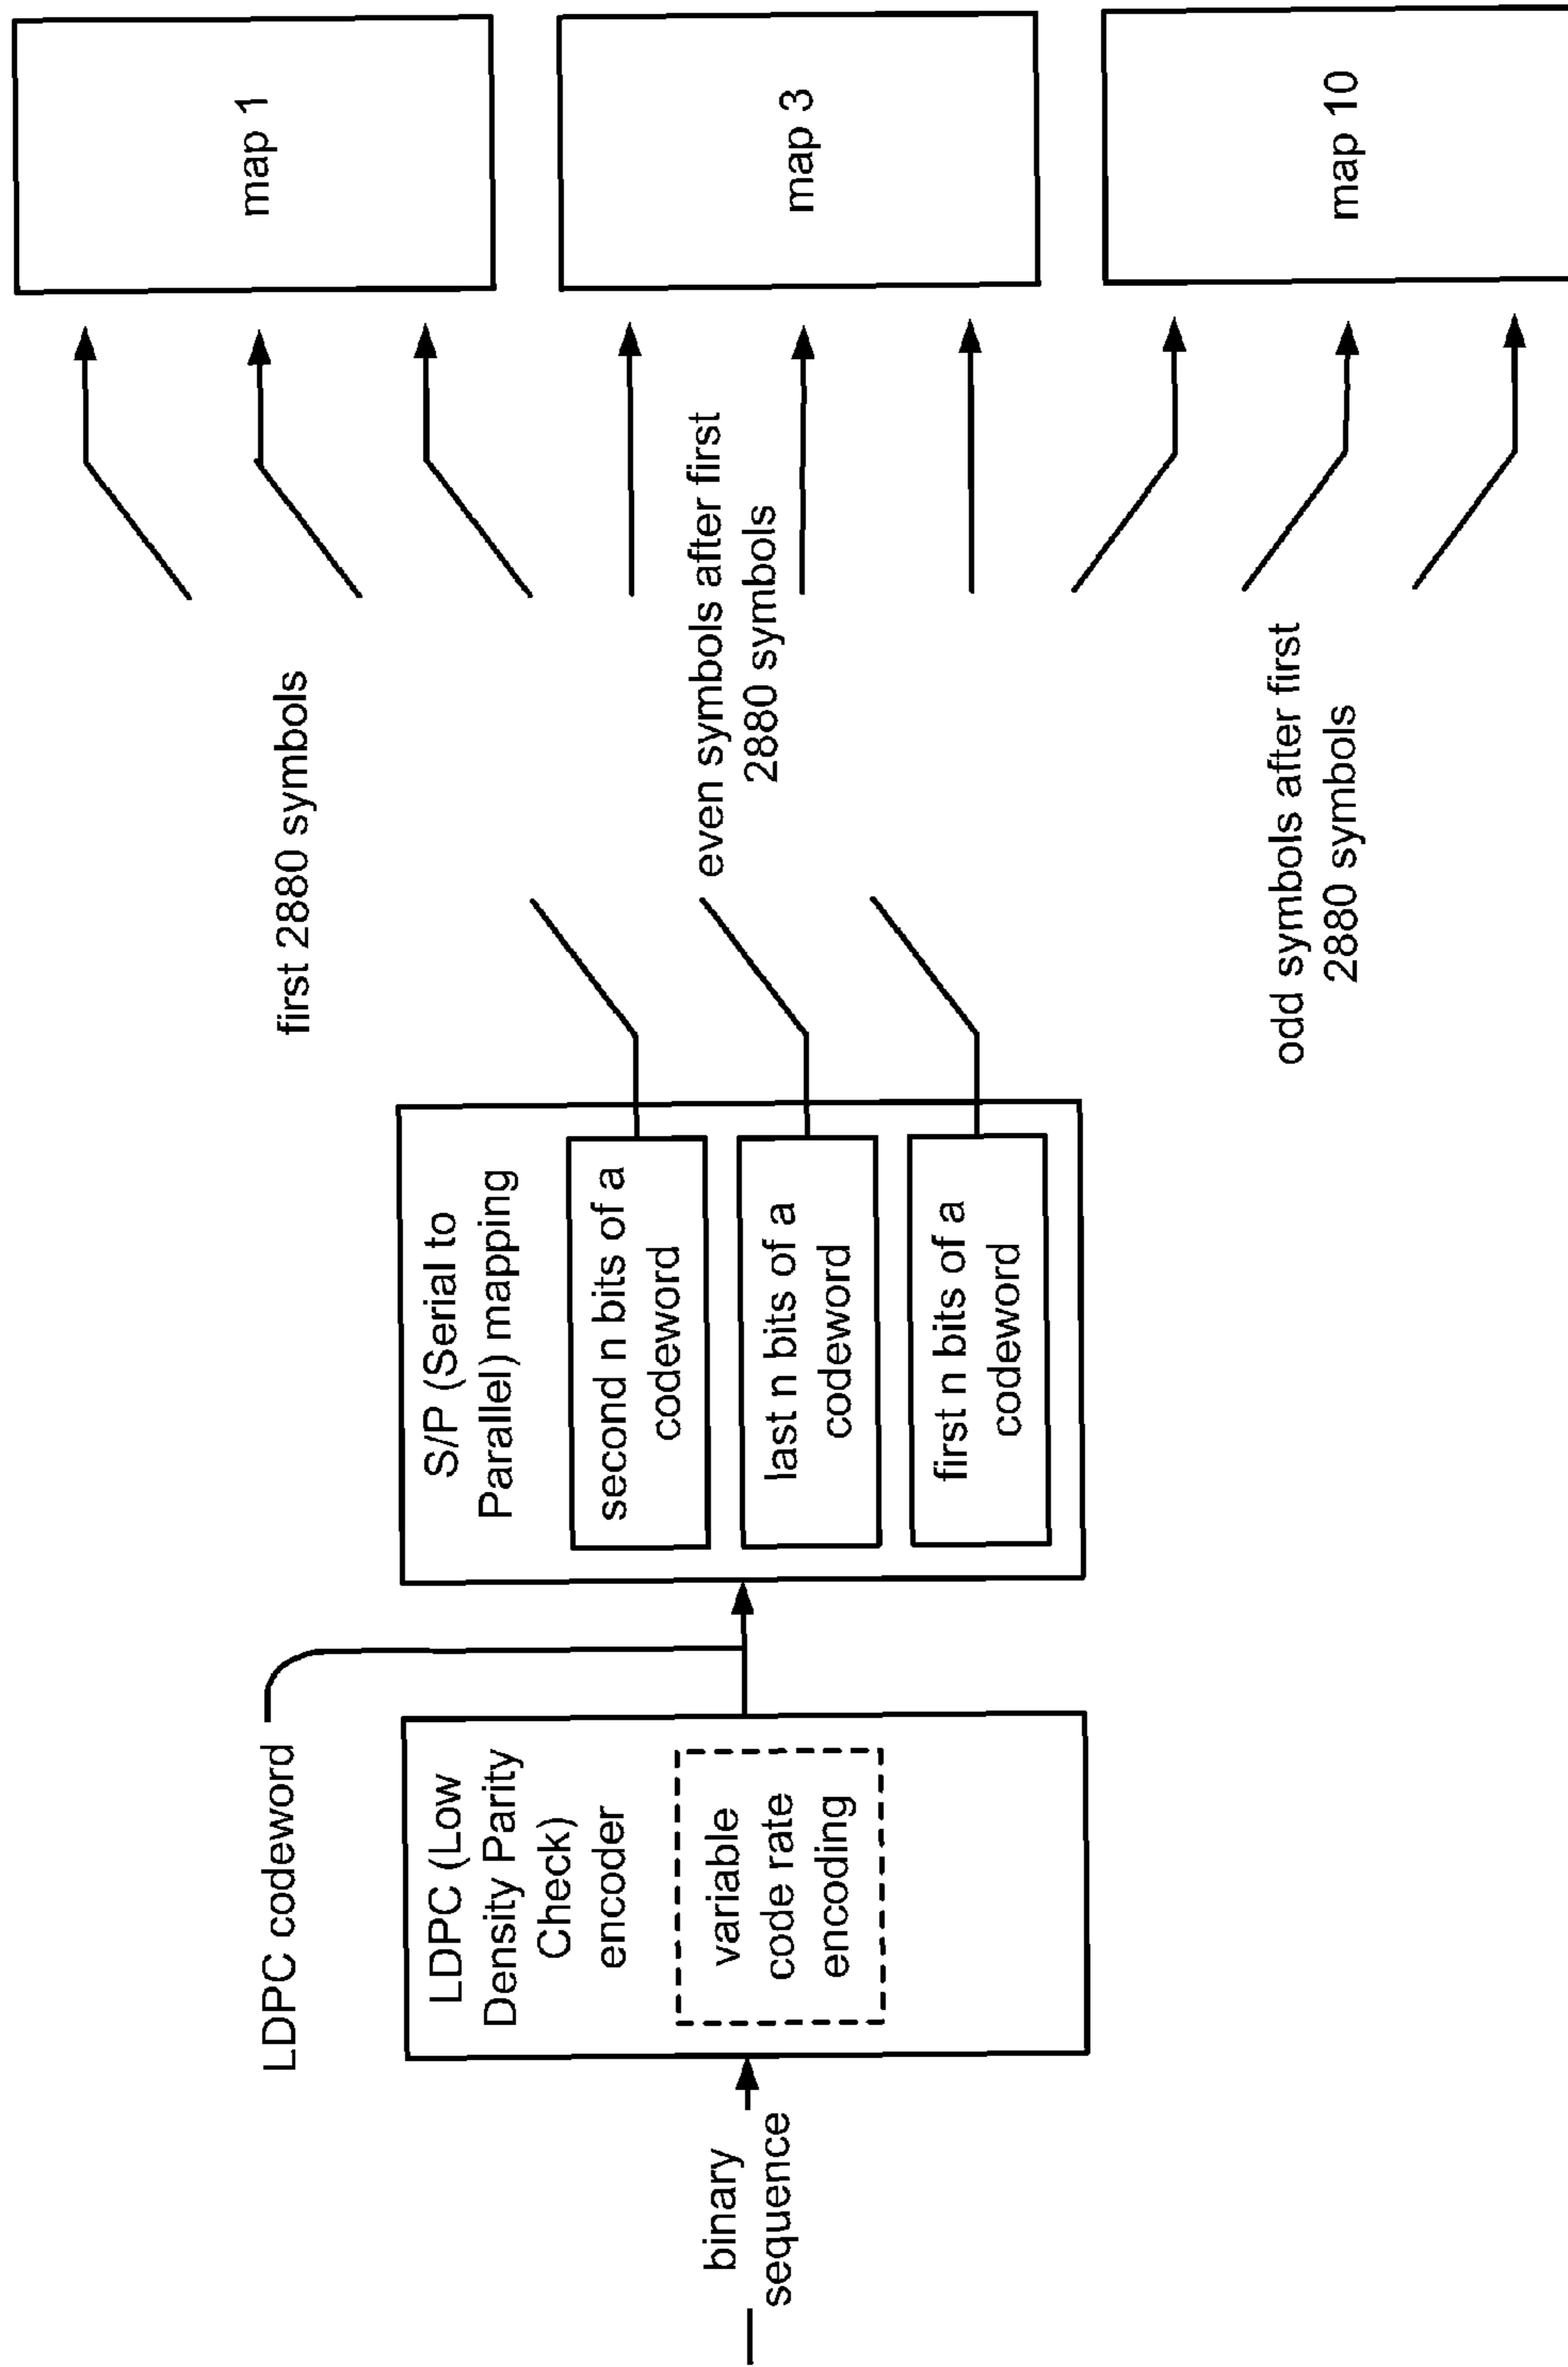 binary
sequence
LDPC codeword
LDPC (Low
Density Parity
Check)
encoder
variable
code rate
encoding
S/P (Serial to
Parallel) mapping
second n bits of a
codeword
last n bits of a
codeword
first n bits of a
codeword
first 2880 symbols
even symbols after first
2880 symbols
odd symbols after first
2880 symbols
map 1
map 3
map 10